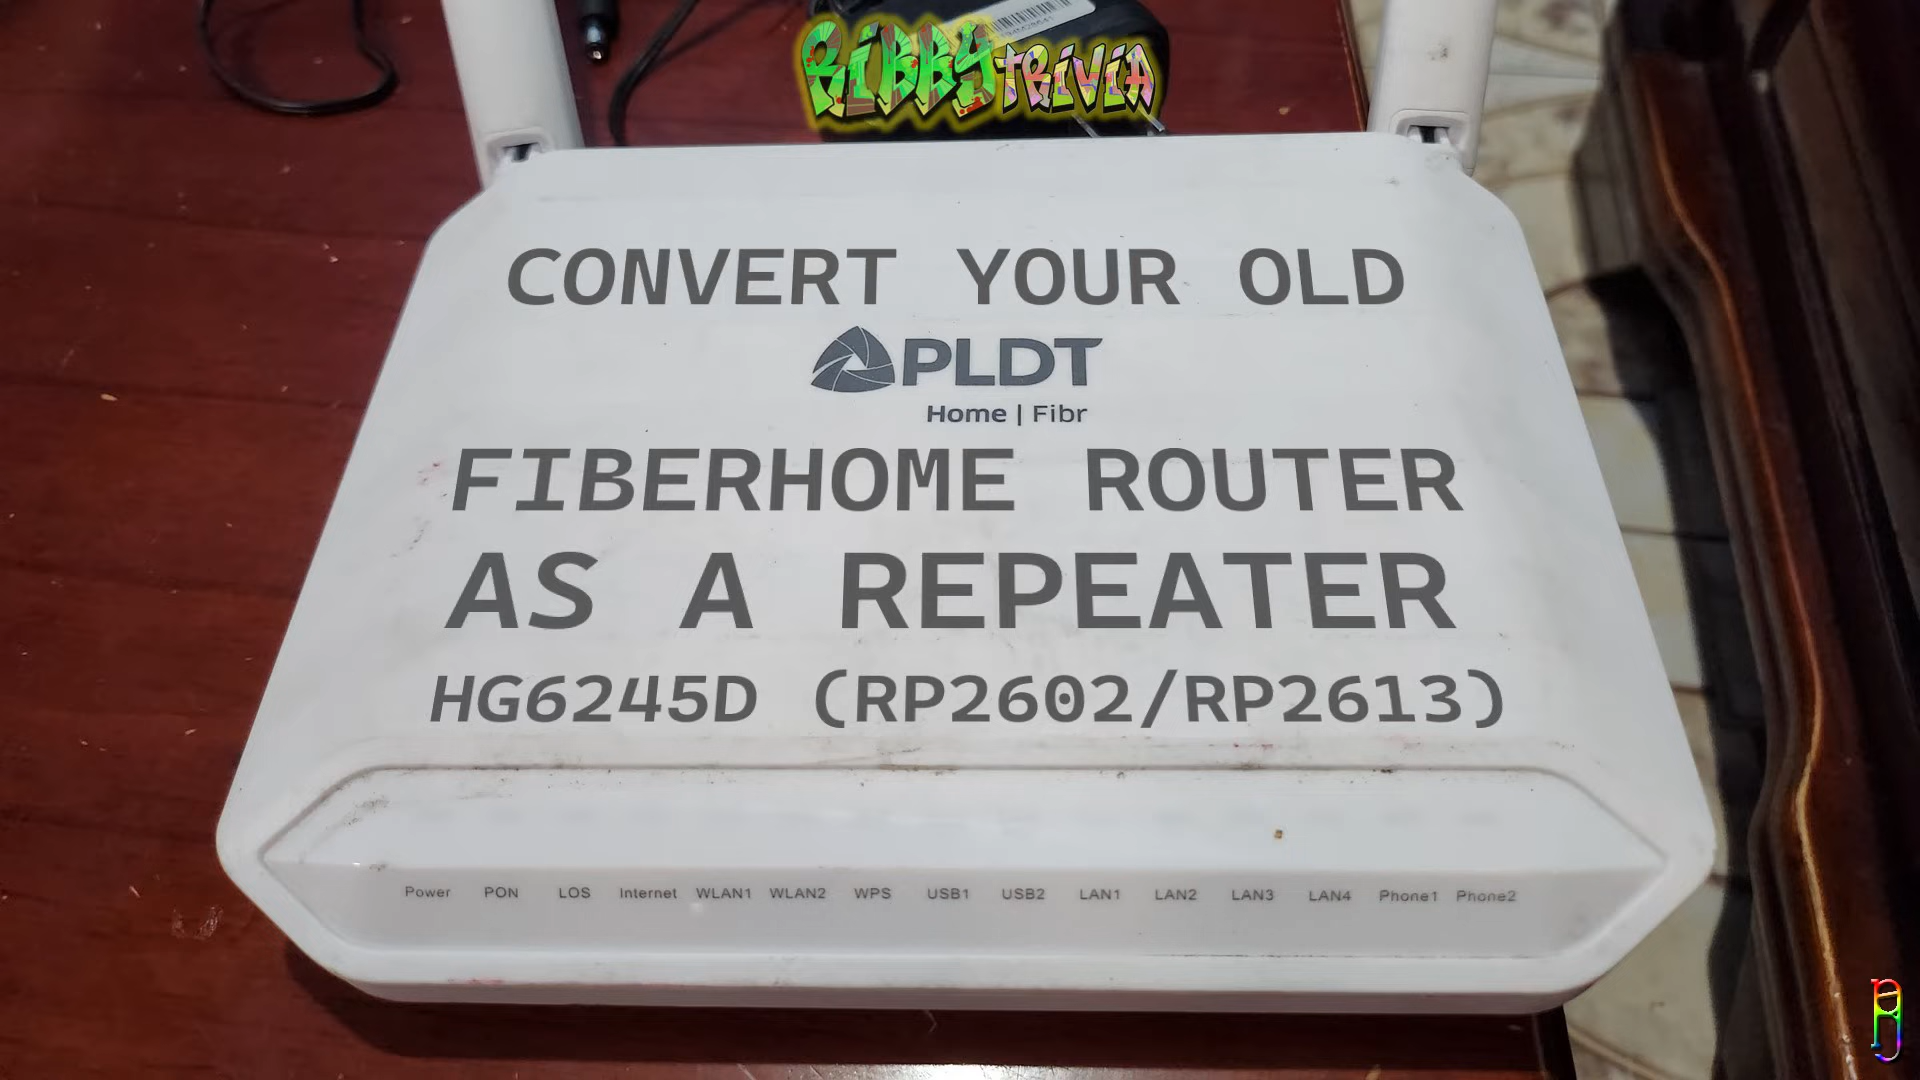 RiBBY TRiViA
CONVERT YOUR OLD
PLDT
Home | Fibr
FIBERHOME ROUTER
AS A REPEATER
HG6245D (RP2602/RP2613)
Power PON LOS Internet WLAN1 WLAN2 WPS USB1 USB2 LAN1 LAN2 LAN3 LAN4 Phone1 Phone2